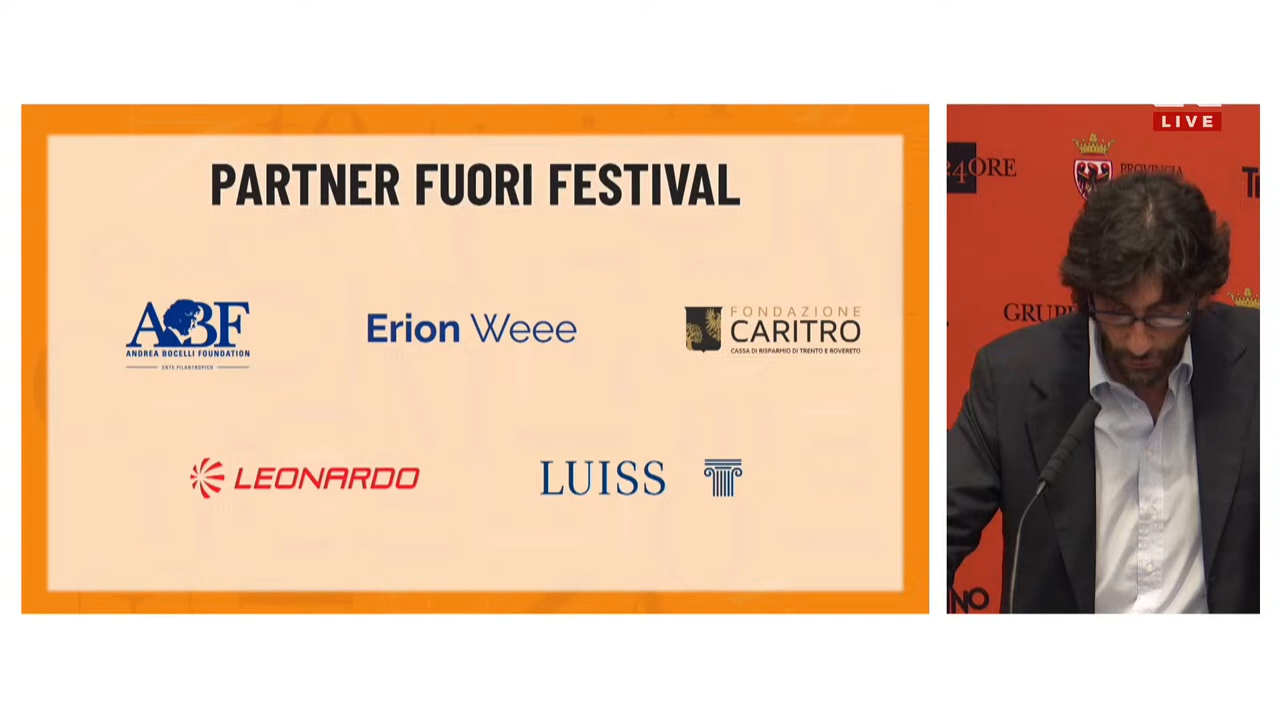 PARTNER FUORI FESTIVAL
ABF
ANDREA BOCELLI FOUNDATION
ENTE FILANTROPICO
Erion Weee
FONDAZIONE
CARITRO
CASSA DI RISPARMIO DI TRENTO E ROVERETO
LEONARDO
LUISS
LIVE
24ORE
PROVINCIA